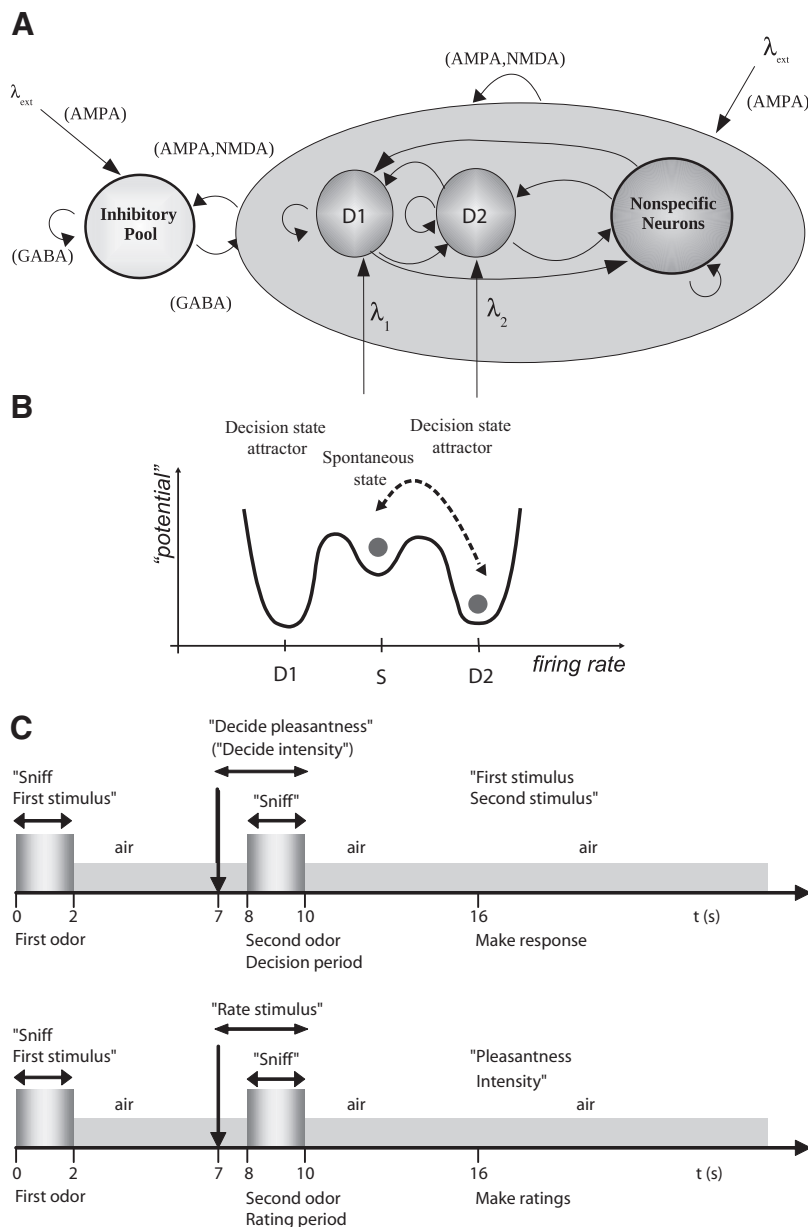 A
λext
(AMPA)
(AMPA,NMDA)
λext
(AMPA)
(AMPA,NMDA)
Inhibitory
Pool
(GABA)
(GABA)
D1
D2
Nonspecific
Neurons
λ1
λ2
B
Decision state
attractor
Spontaneous
state
Decision state
attractor
"potential"
D1
S
D2
firing rate
C
"Decide pleasantness"
("Decide intensity")
"Sniff
First stimulus"
"Sniff"
"First stimulus
Second stimulus"
air
air
air
0
2
7
8
10
16
t (s)
First odor
Second odor
Decision period
Make response
"Rate stimulus"
"Sniff
First stimulus"
"Sniff"
"Pleasantness
Intensity"
air
air
air
0
2
7
8
10
16
t (s)
First odor
Second odor
Rating period
Make ratings